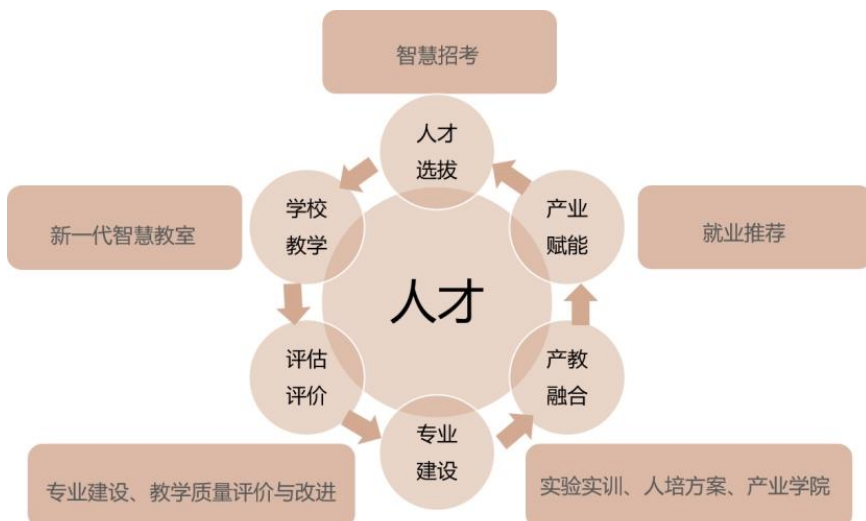 智慧招考
人才
选拔
学校
教学
产业
赋能
新一代智慧教室
就业推荐
人才
评估
评价
产教
融合
专业
建设
专业建设、教学质量评价与改进
实验实训、人培方案、产业学院